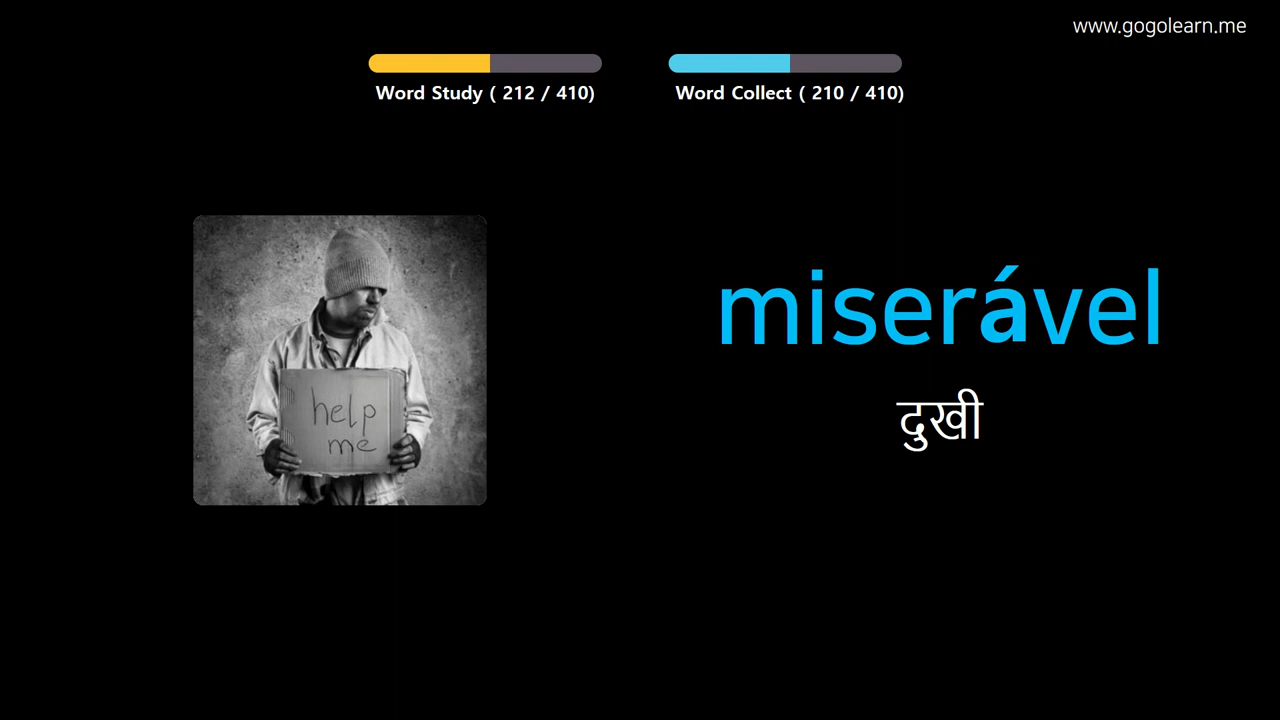 www.gogolearn.me
Word Study ( 212 / 410)
Word Collect ( 210 / 410)
miserável
दुखी
help
me